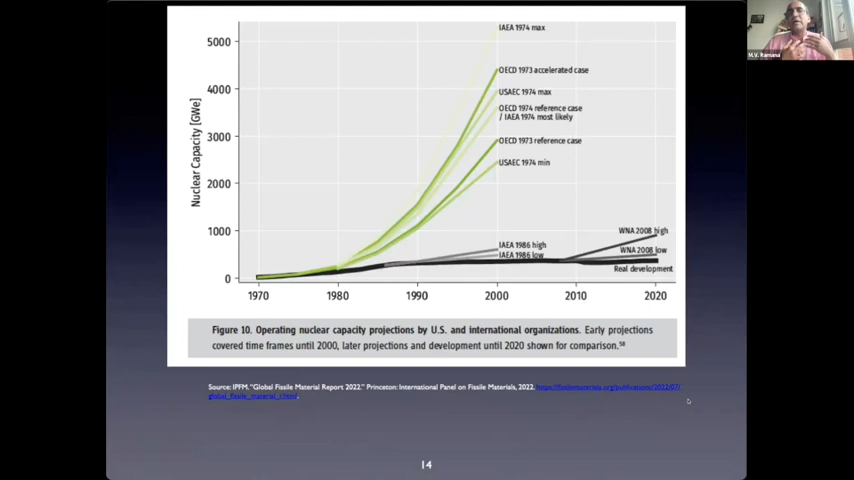 IAEA 1974 max
5000
OECD 1973 accelerated case
4000
USAEC 1974 max
OECD 1974 reference case
/ IAEA 1974 most likely
3000
OECD 1973 reference case
USAEC 1974 min
2000
Nuclear Capacity [GWe]
1000
WNA 2008 high
IAEA 1986 high
WNA 2008 low
IAEA 1986 low
Real development
0
1970 1980 1990 2000 2010 2020
Figure 10. Operating nuclear capacity projections by U.S. and international organizations. Early projections
covered time frames until 2000, later projections and development until 2020 shown for comparison.⁵⁸
Source: IPFM. "Global Fissile Material Report 2022." Princeton: International Panel on Fissile Materials, 2022.
14
M.V. Ramana